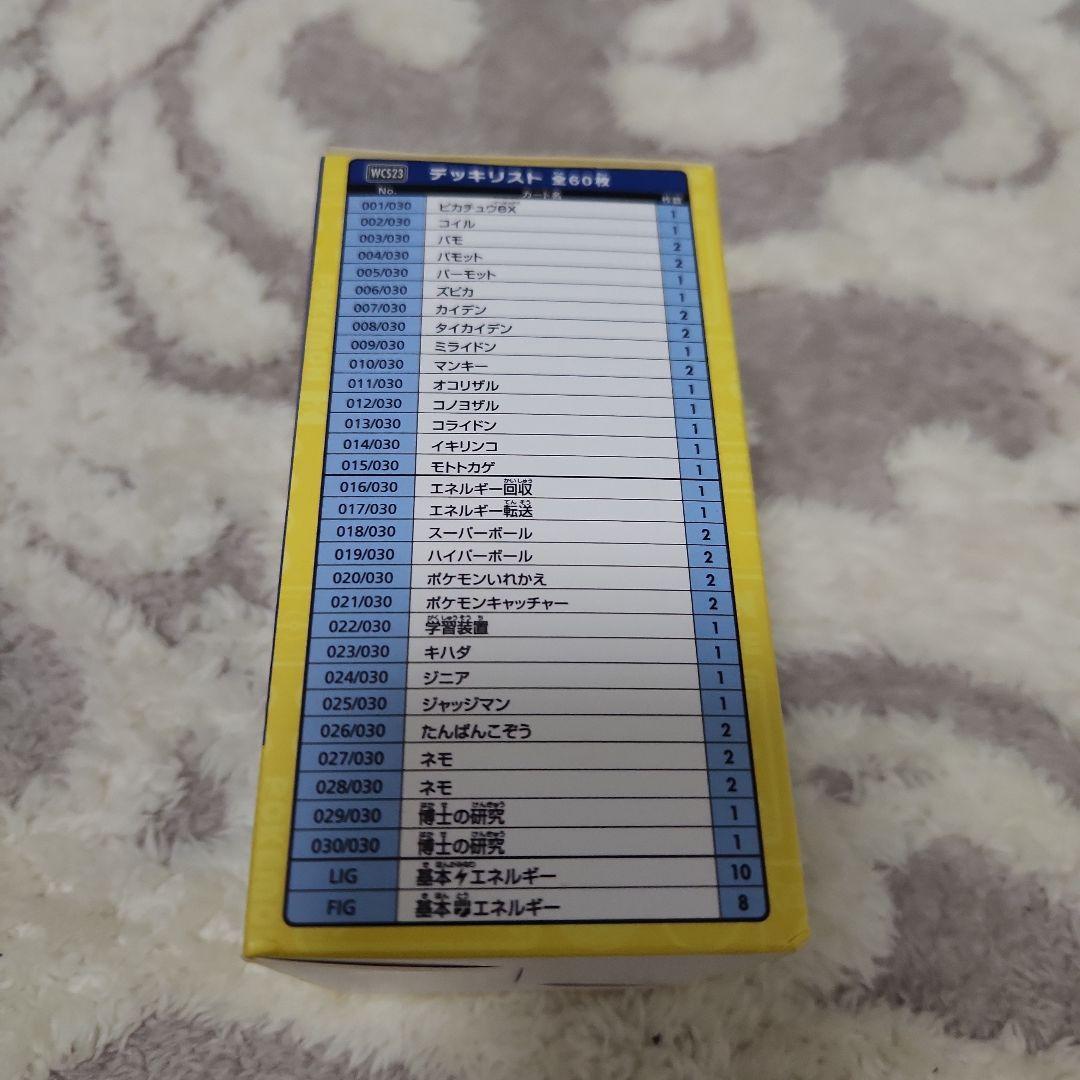 WCS23 デッキリスト 全60枚
No. カード名 枚数
001/030 ピカチュウex 1
002/030 コイル 1
003/030 パモ 2
004/030 パモット 2
005/030 パーモット 1
006/030 ズピカ 1
007/030 カイデン 2
008/030 タイカイデン 2
009/030 ミライドン 1
010/030 マンキー 2
011/030 オコリザル 1
012/030 コノヨザル 1
013/030 コライドン 1
014/030 イキリンコ 1
015/030 モトトカゲ 1
016/030 エネルギー回収 1
017/030 エネルギー転送 1
018/030 スーパーボール 2
019/030 ハイパーボール 2
020/030 ポケモンいれかえ 2
021/030 ポケモンキャッチャー 2
022/030 学習装置 1
023/030 キハダ 1
024/030 ジニア 1
025/030 ジャッジマン 1
026/030 たんぱんこぞう 2
027/030 ネモ 2
028/030 ネモ 2
029/030 博士の研究 1
030/030 博士の研究 1
LIG 基本エネルギー 10
FIG 基本エネルギー 8